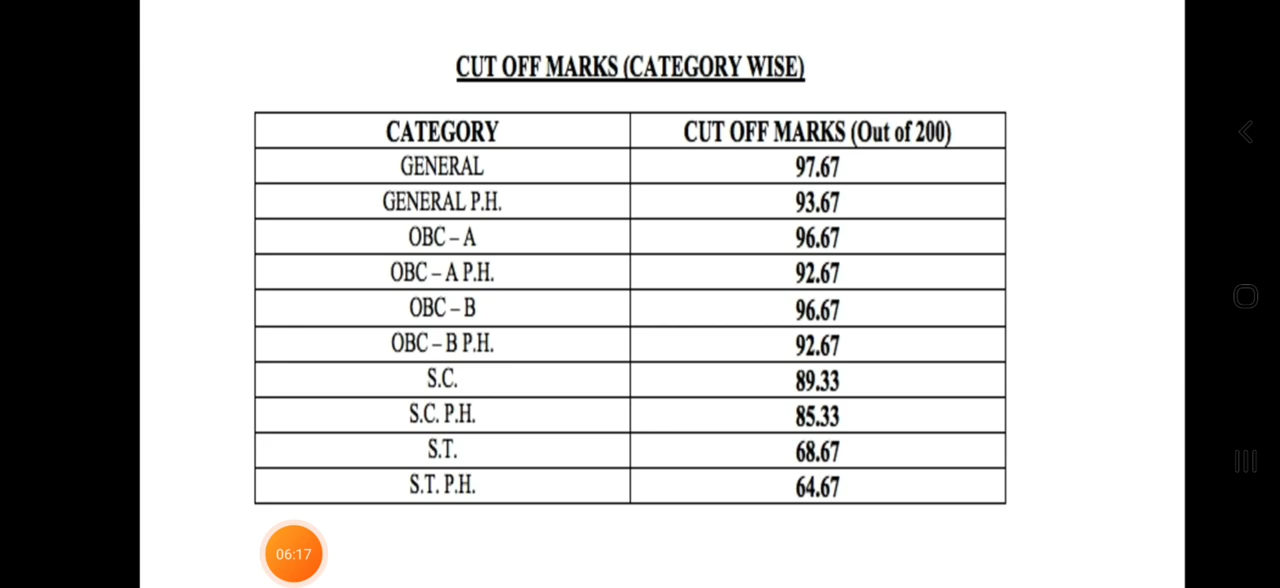 CUT OFF MARKS (CATEGORY WISE)
CATEGORY CUT OFF MARKS (Out of 200)
GENERAL 97.67
GENERAL P.H. 93.67
OBC – A 96.67
OBC – A P.H. 92.67
OBC – B 96.67
OBC – B P.H. 92.67
S.C. 89.33
S.C. P.H. 85.33
S.T. 68.67
S.T. P.H. 64.67
06:17